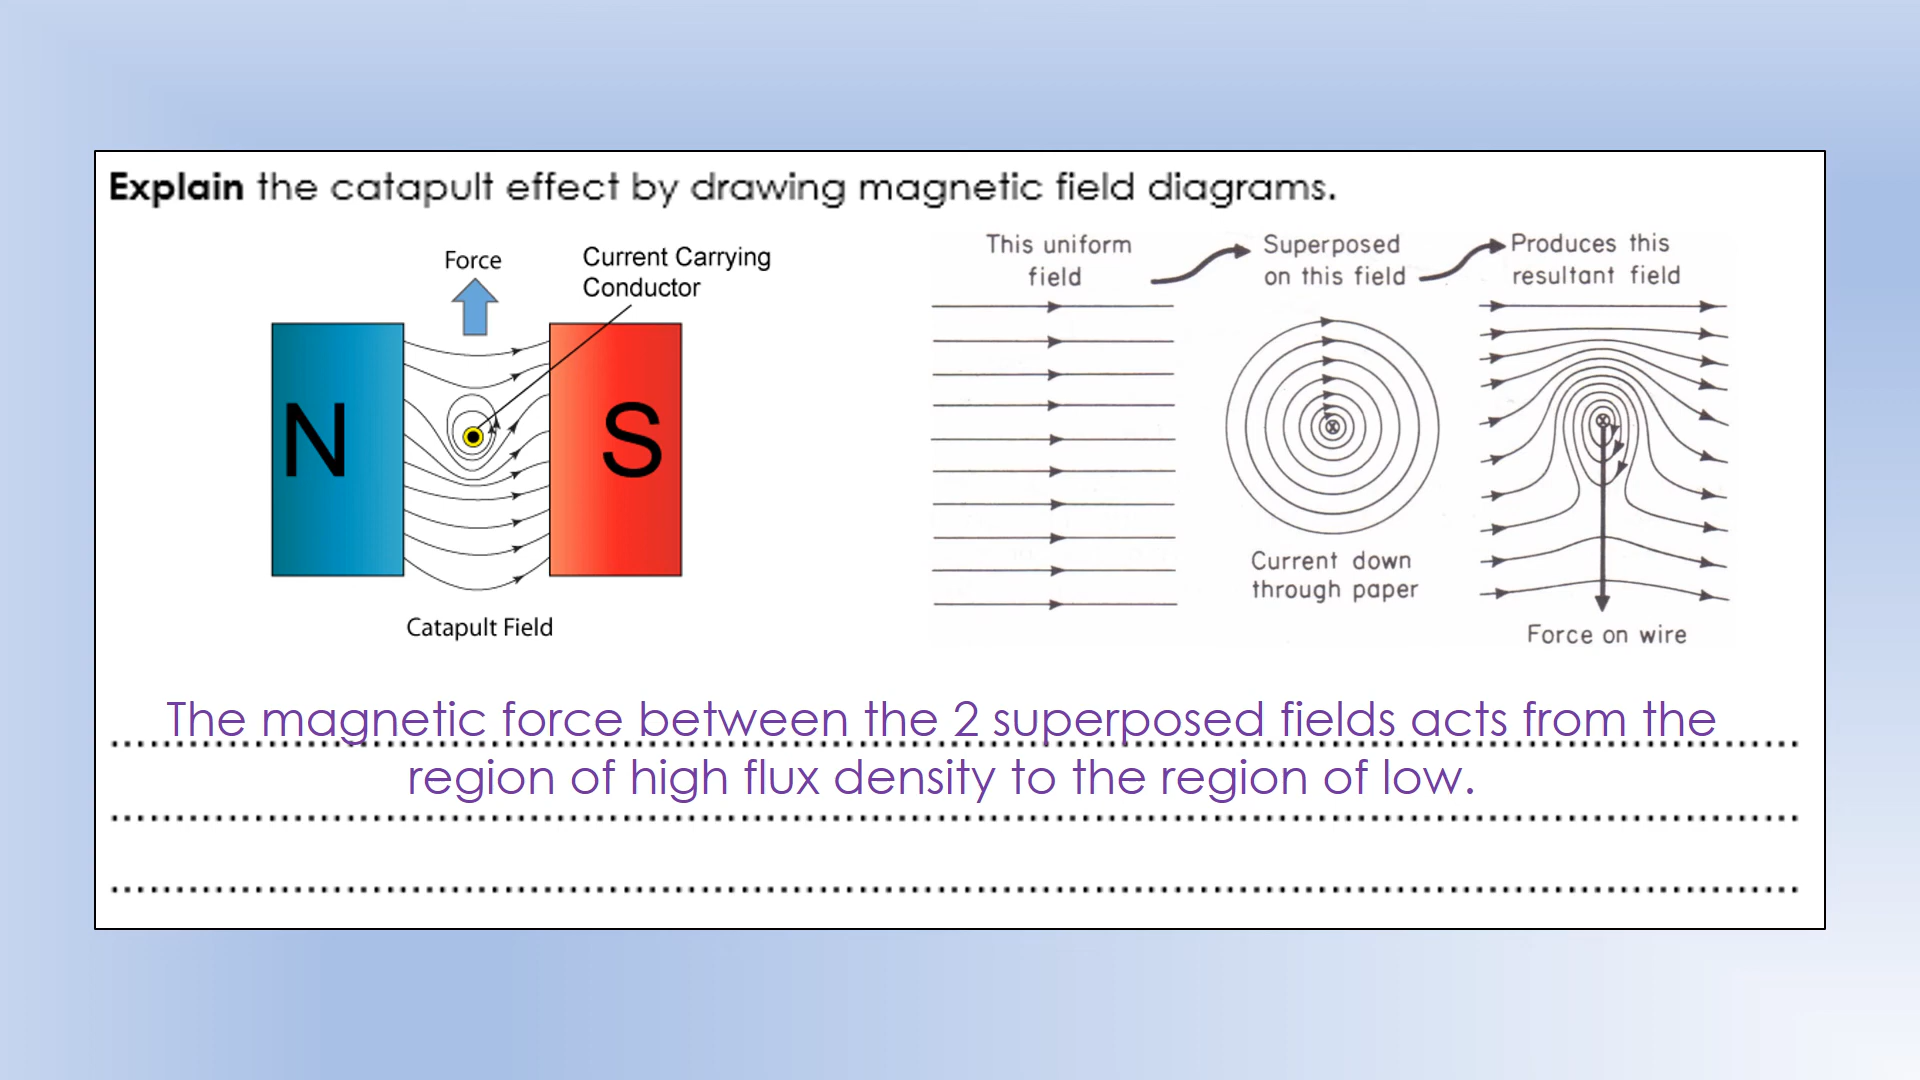 Explain the catapult effect by drawing magnetic field diagrams.
Force
Current Carrying
Conductor
N
S
Catapult Field
This uniform
field
Superposed
on this field
Produces this
resultant field
Current down
through paper
Force on wire
The magnetic force between the 2 superposed fields acts from the
region of high flux density to the region of low.